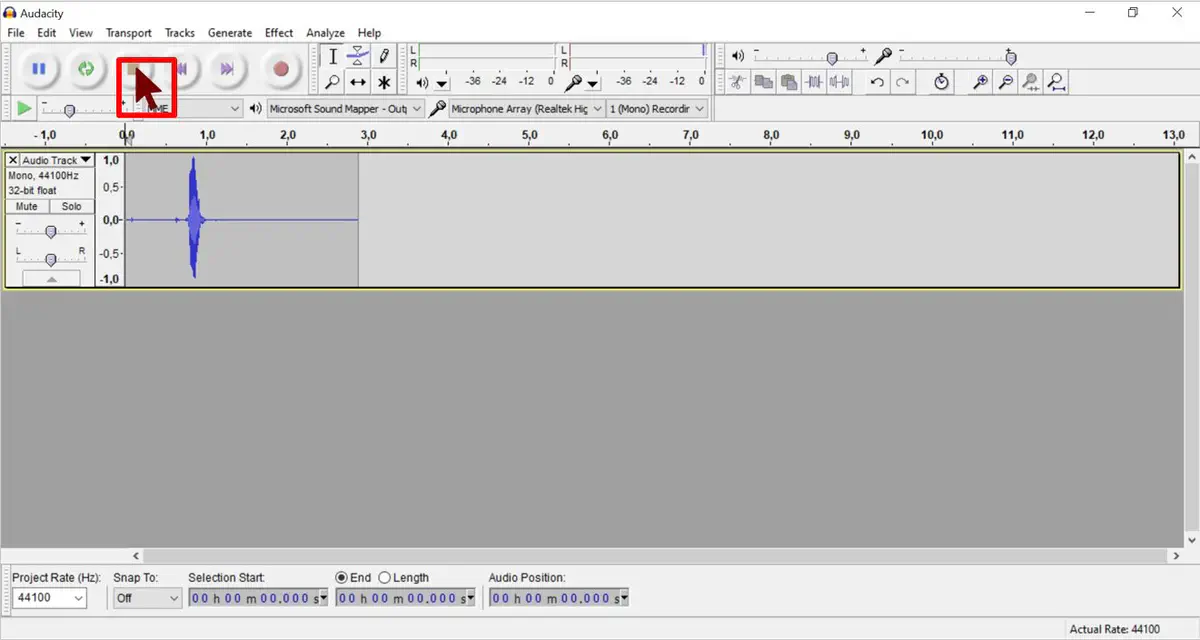 Audacity
File Edit View Transport Tracks Generate Effect Analyze Help
L R -36 -24 -12 0 L R -36 -24 -12 0
MME Microsoft Sound Mapper - Outp Microphone Array (Realtek Hig 1 (Mono) Recordin
-1,0 0,0 1,0 2,0 3,0 4,0 5,0 6,0 7,0 8,0 9,0 10,0 11,0 12,0 13,0
X Audio Track 1,0
Mono, 44100Hz
32-bit float 0,5
Mute Solo
- + 0,0
L R -0,5
-1,0
Project Rate (Hz): Snap To: Selection Start: End Length Audio Position:
44100 Off 00 h 00 m 00.000 s 00 h 00 m 00.000 s 00 h 00 m 00.000 s
Actual Rate: 44100